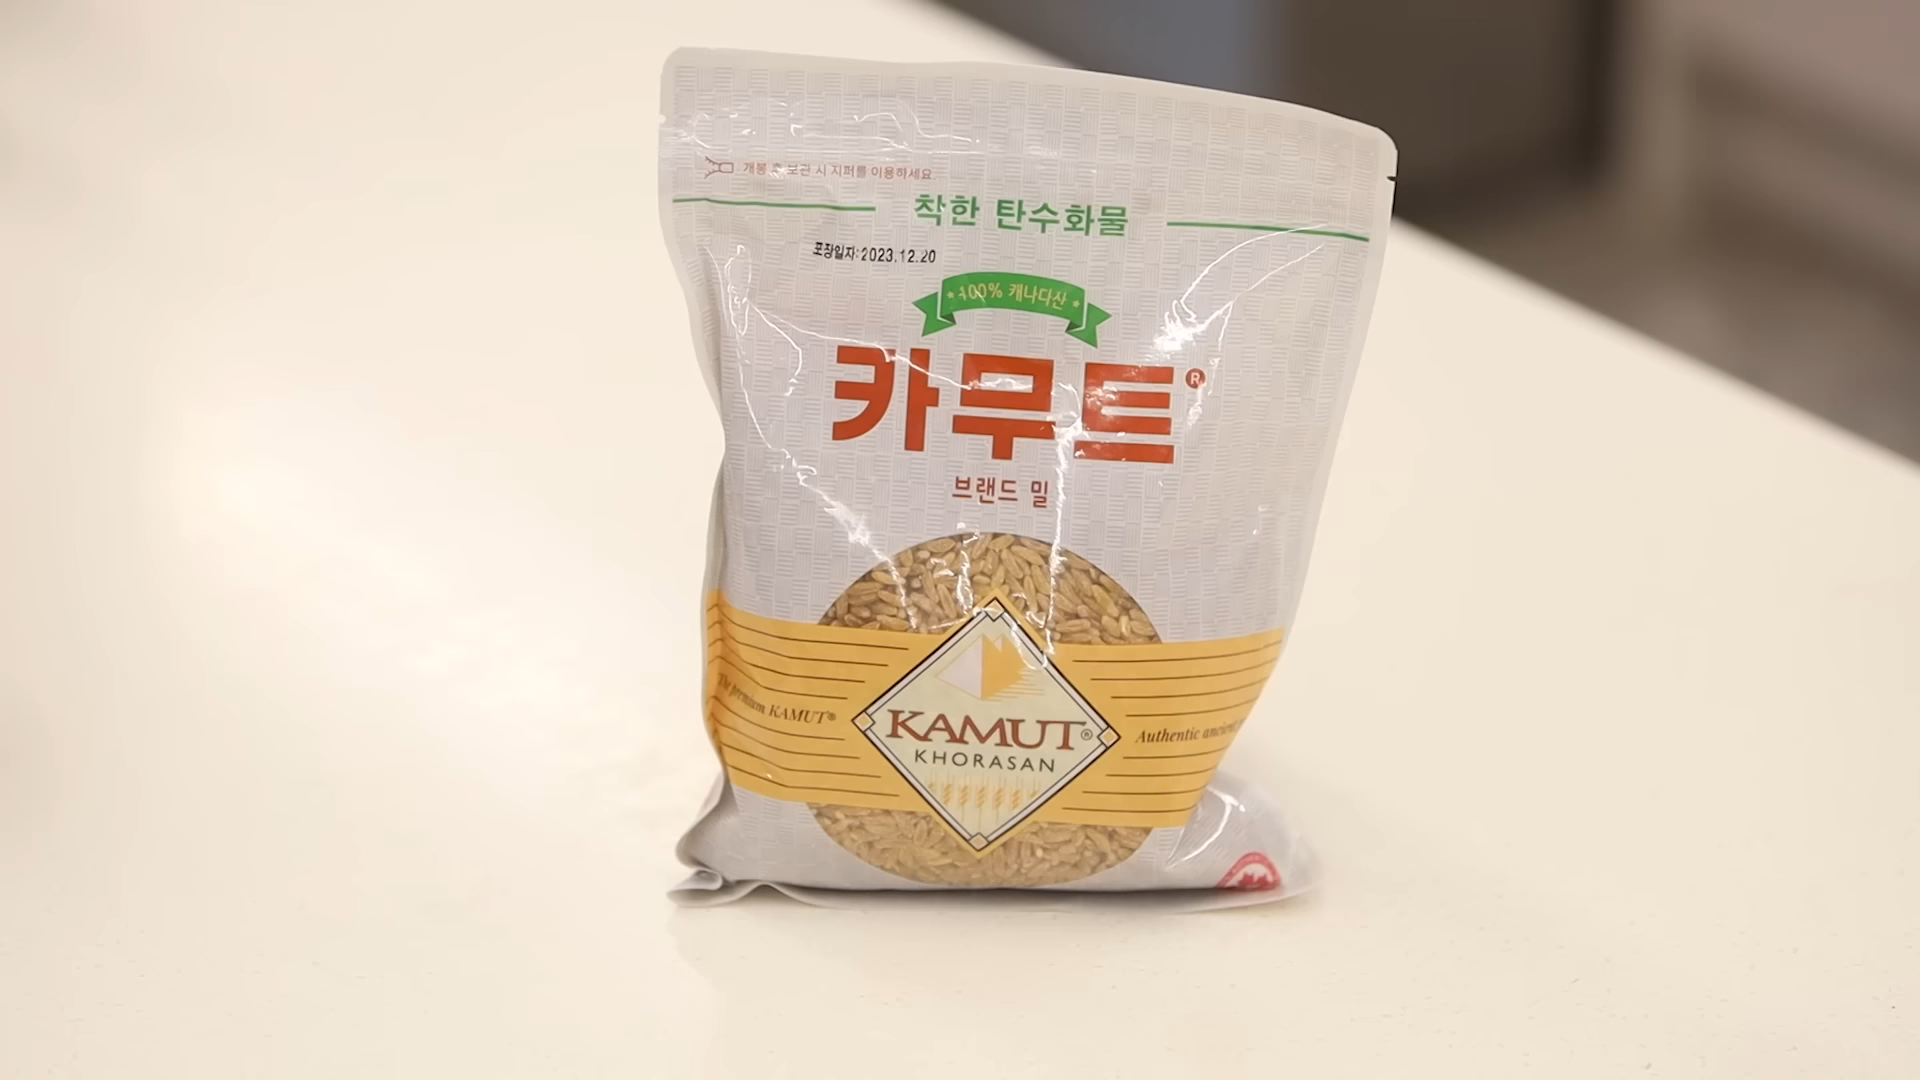 개봉 후 보관 시 지퍼를 이용하세요.
착한 탄수화물
포장일자:2023.12.20
100% 캐나다산
카무트®
브랜드 밀
The premium KAMUT®
KAMUT®
KHORASAN
Authentic ancient